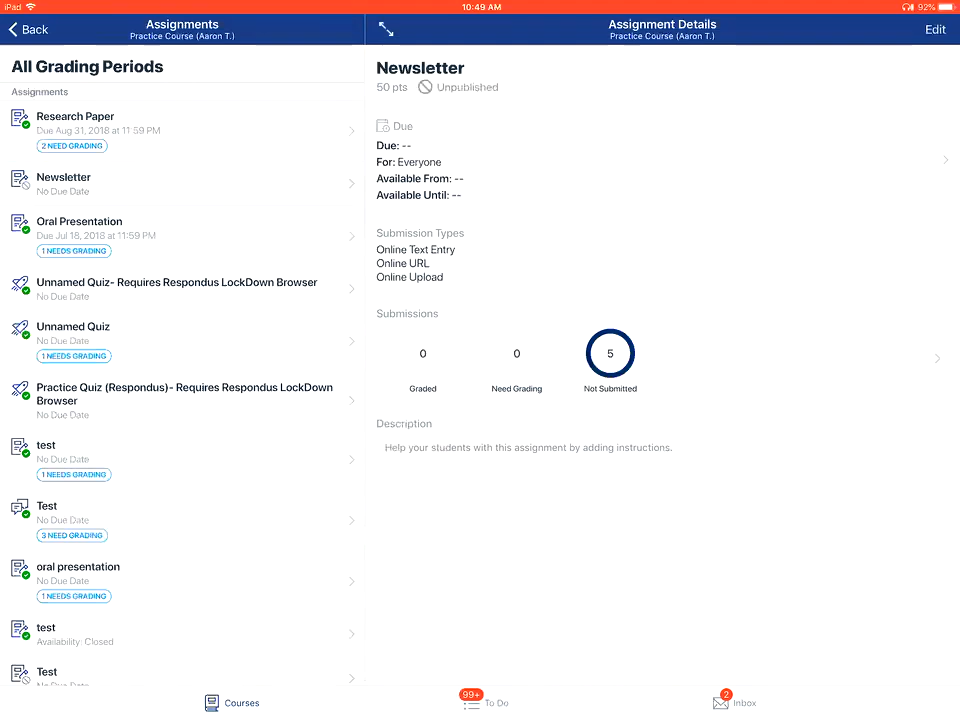 iPad
10:49 AM
92%
Back
Assignments
Practice Course (Aaron T.)
Assignment Details
Practice Course (Aaron T.)
Edit
All Grading Periods
Assignments
Research Paper
Due Aug 31, 2018 at 11:59 PM
2 NEED GRADING
Newsletter
No Due Date
Oral Presentation
Due Jul 18, 2018 at 11:59 PM
1 NEEDS GRADING
Unnamed Quiz- Requires Respondus LockDown Browser
No Due Date
Unnamed Quiz
No Due Date
1 NEEDS GRADING
Practice Quiz (Respondus)- Requires Respondus LockDown
Browser
No Due Date
test
No Due Date
1 NEEDS GRADING
Test
No Due Date
3 NEED GRADING
oral presentation
No Due Date
1 NEEDS GRADING
test
Availability: Closed
Test
No Due Date
Newsletter
50 pts Unpublished
Due
Due: --
For: Everyone
Available From: --
Available Until: --
Submission Types
Online Text Entry
Online URL
Online Upload
Submissions
0 0 5
Graded Need Grading Not Submitted
Description
Help your students with this assignment by adding instructions.
Courses
99+
To Do
2
Inbox